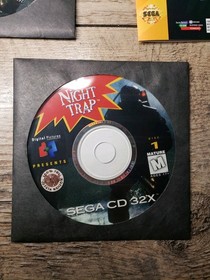 SEGA
NIGHT
TRAP
Digital Pictures
PRESENTS
DISC
1
MATURE
M
SEGA CD 32X